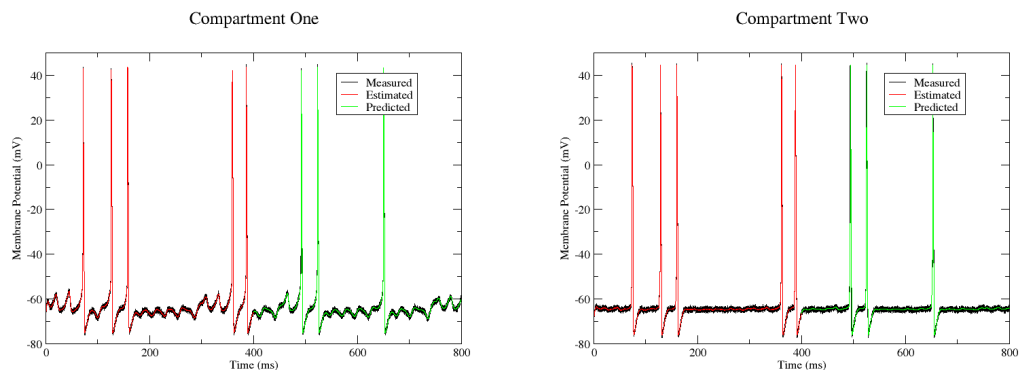 Compartment One
Membrane Potential (mV)
40
20
0
-20
-40
-60
-80
0
200
400
600
800
Time (ms)
Measured
Estimated
Predicted
Compartment Two
Membrane Potential (mV)
40
20
0
-20
-40
-60
-80
0
200
400
600
800
Time (ms)
Measured
Estimated
Predicted